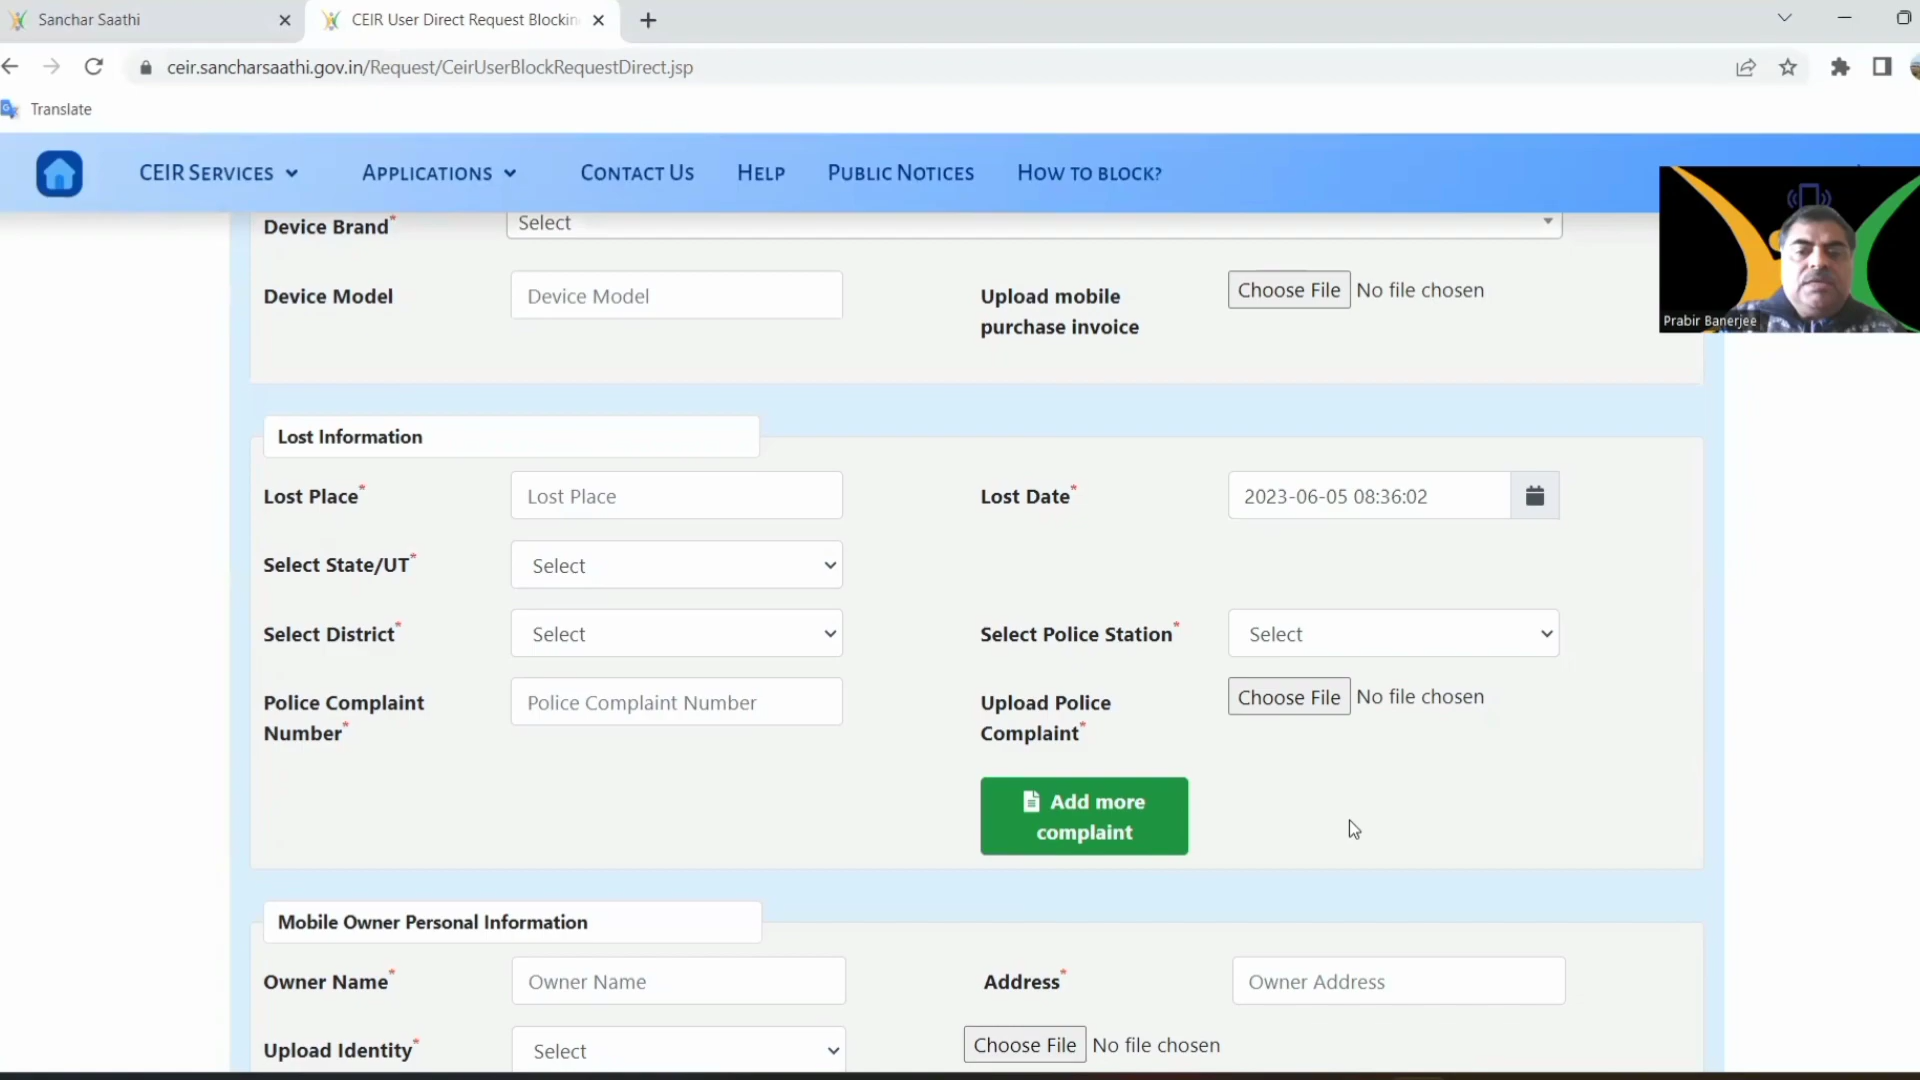 Sanchar Saathi
CEIR User Direct Request Blockin
ceir.sancharsaathi.gov.in/Request/CeirUserBlockRequestDirect.jsp
Translate
CEIR SERVICES APPLICATIONS CONTACT US HELP PUBLIC NOTICES HOW TO BLOCK?
Device Brand* Select
Device Model Device Model Upload mobile Choose File No file chosen
purchase invoice
Prabir Banerjee
Lost Information
Lost Place* Lost Place Lost Date* 2023-06-05 08:36:02
Select State/UT* Select
Select District* Select Select Police Station* Select
Police Complaint Police Complaint Number Upload Police Choose File No file chosen
Number* Complaint*
Add more
complaint
Mobile Owner Personal Information
Owner Name* Owner Name Address* Owner Address
Upload Identity* Select Choose File No file chosen